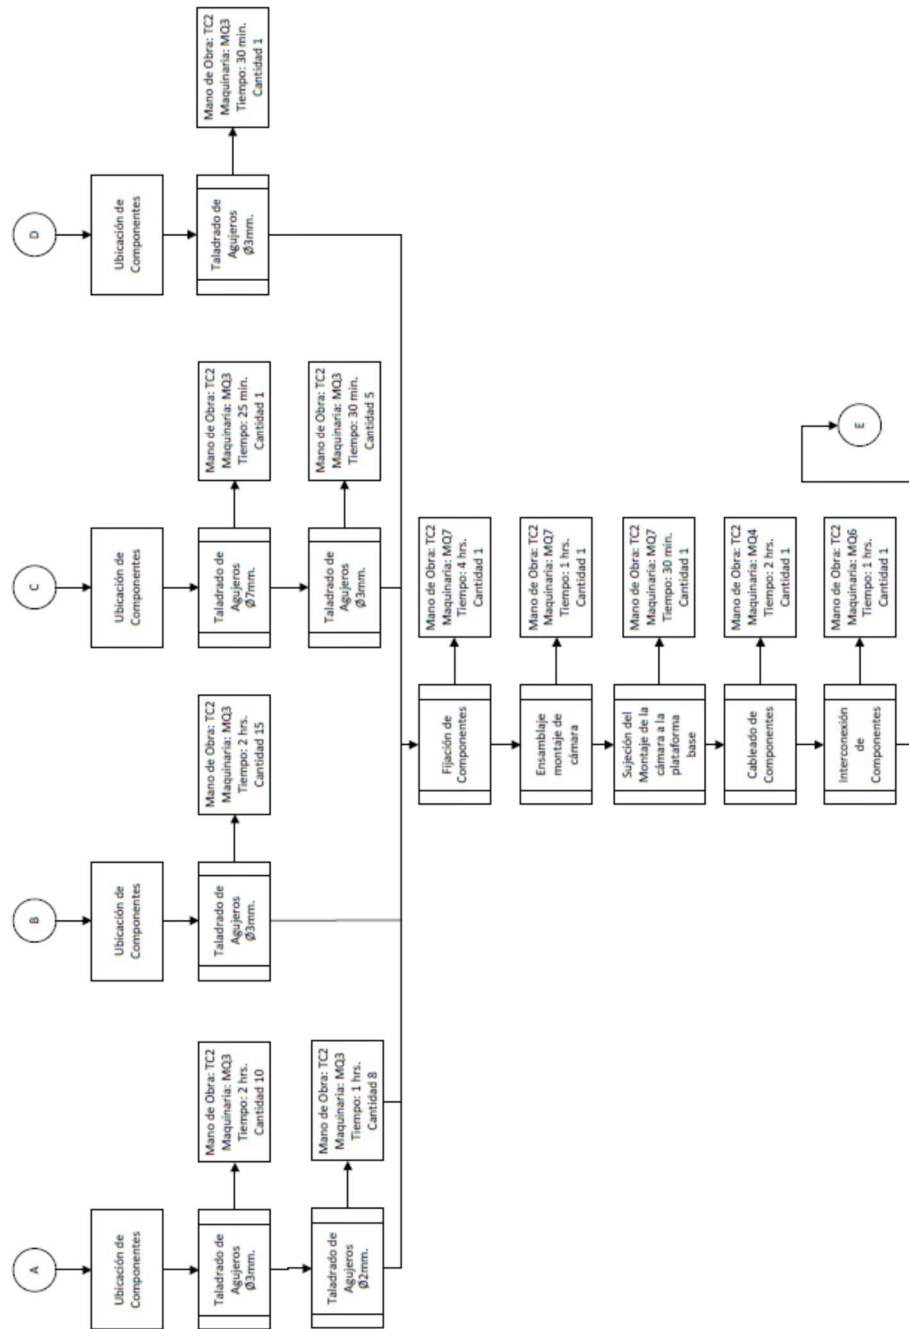 A
Ubicación de
Componentes
Taladrado de
Agujeros
Ø3mm.
Mano de Obra: TC2
Maquinaria: MQ3
Tiempo: 2 hrs.
Cantidad 10
Taladrado de
Agujeros
Ø2mm.
Mano de Obra: TC2
Maquinaria: MQ3
Tiempo: 1 hrs.
Cantidad 8
B
Ubicación de
Componentes
Taladrado de
Agujeros
Ø3mm.
Mano de Obra: TC2
Maquinaria: MQ3
Tiempo: 2 hrs.
Cantidad 15
C
Ubicación de
Componentes
Taladrado de
Agujeros
Ø7mm.
Mano de Obra: TC2
Maquinaria: MQ3
Tiempo: 25 min.
Cantidad 1
Taladrado de
Agujeros
Ø3mm.
Mano de Obra: TC2
Maquinaria: MQ3
Tiempo: 30 min.
Cantidad 5
D
Ubicación de
Componentes
Taladrado de
Agujeros
Ø3mm.
Mano de Obra: TC2
Maquinaria: MQ3
Tiempo: 30 min.
Cantidad 1
Fijación de
Componentes
Mano de Obra: TC2
Maquinaria: MQ7
Tiempo: 4 hrs.
Cantidad 1
Ensamblaje
montaje de
cámara
Mano de Obra: TC2
Maquinaria: MQ7
Tiempo: 1 hrs.
Cantidad 1
Sujeción del
Montaje de la
cámara a la
plataforma
base
Mano de Obra: TC2
Maquinaria: MQ7
Tiempo: 30 min.
Cantidad 1
Cableado de
Componentes
Mano de Obra: TC2
Maquinaria: MQ4
Tiempo: 2 hrs.
Cantidad 1
Interconexión
de
Componentes
Mano de Obra: TC2
Maquinaria: MQ6
Tiempo: 1 hrs.
Cantidad 1
E